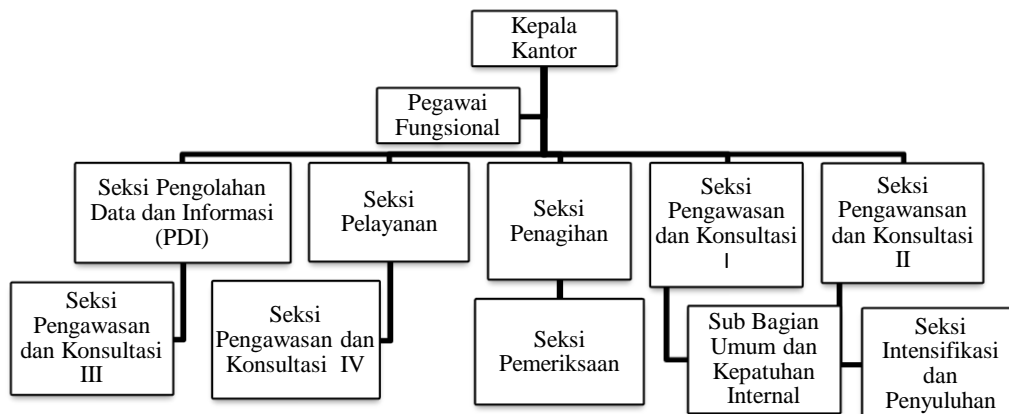 Kepala
Kantor
Pegawai
Fungsional
Seksi Pengolahan
Data dan Informasi
(PDI)
Seksi
Pelayanan
Seksi
Penagihan
Seksi
Pengawasan
dan Konsultasi
I
Seksi
Pengawansan
dan Konsultasi
II
Seksi
Pengawasan
dan Konsultasi
III
Seksi
Pengawasan dan
Konsultasi IV
Seksi
Pemeriksaan
Sub Bagian
Umum dan
Kepatuhan
Internal
Seksi
Intensifikasi
dan
Penyuluhan